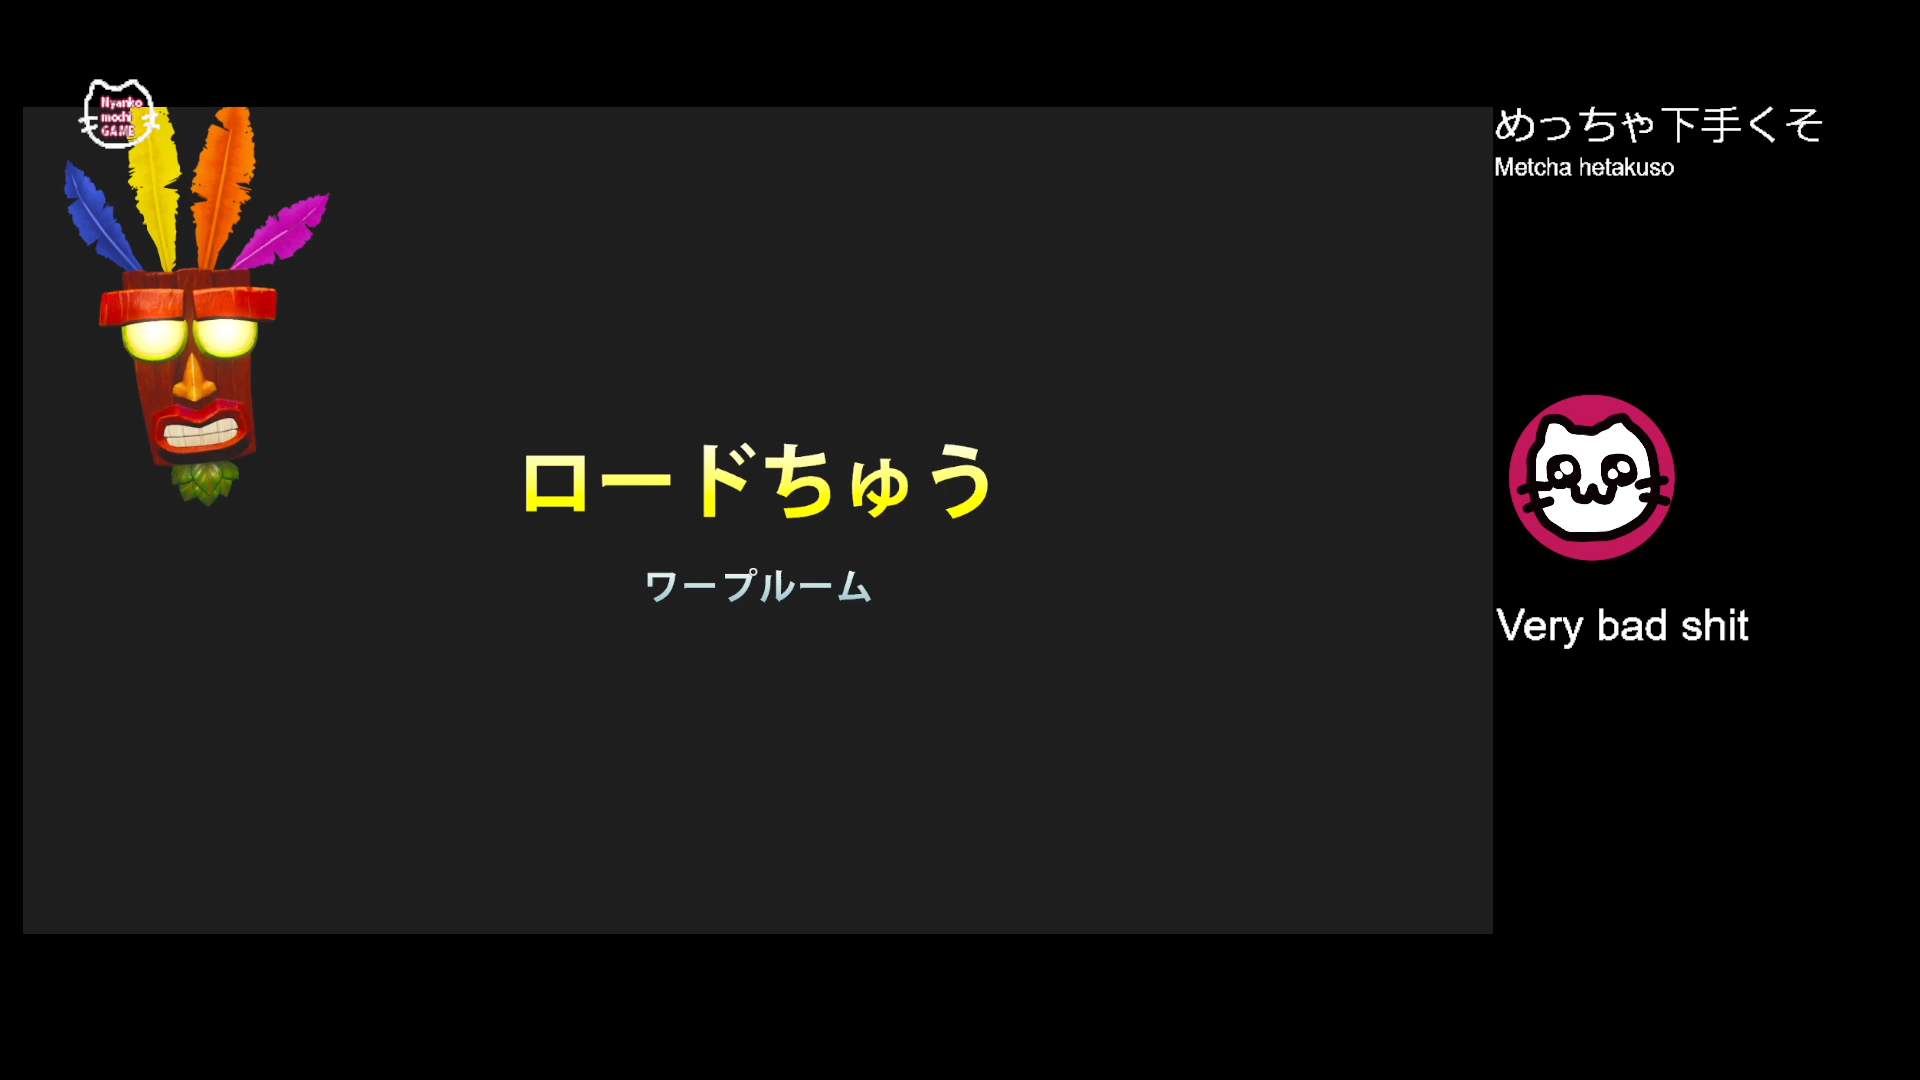 Nyanko
mochi
GAME
めっちゃ下手くそ
Metcha hetakuso
ロードちゅう
ワープルーム
Very bad shit